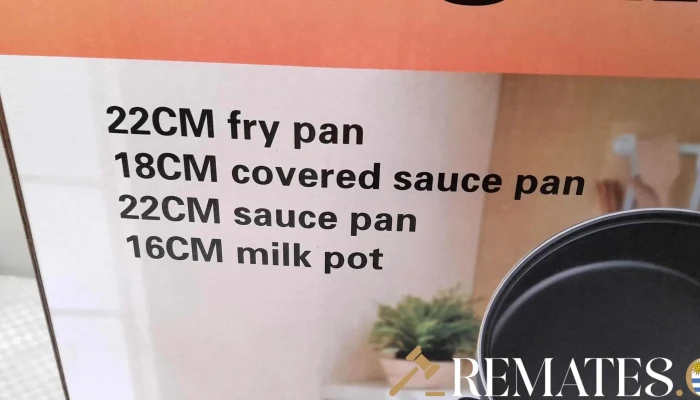 22CM fry pan
18CM covered sauce pan
22CM sauce pan
16CM milk pot
REMATES.